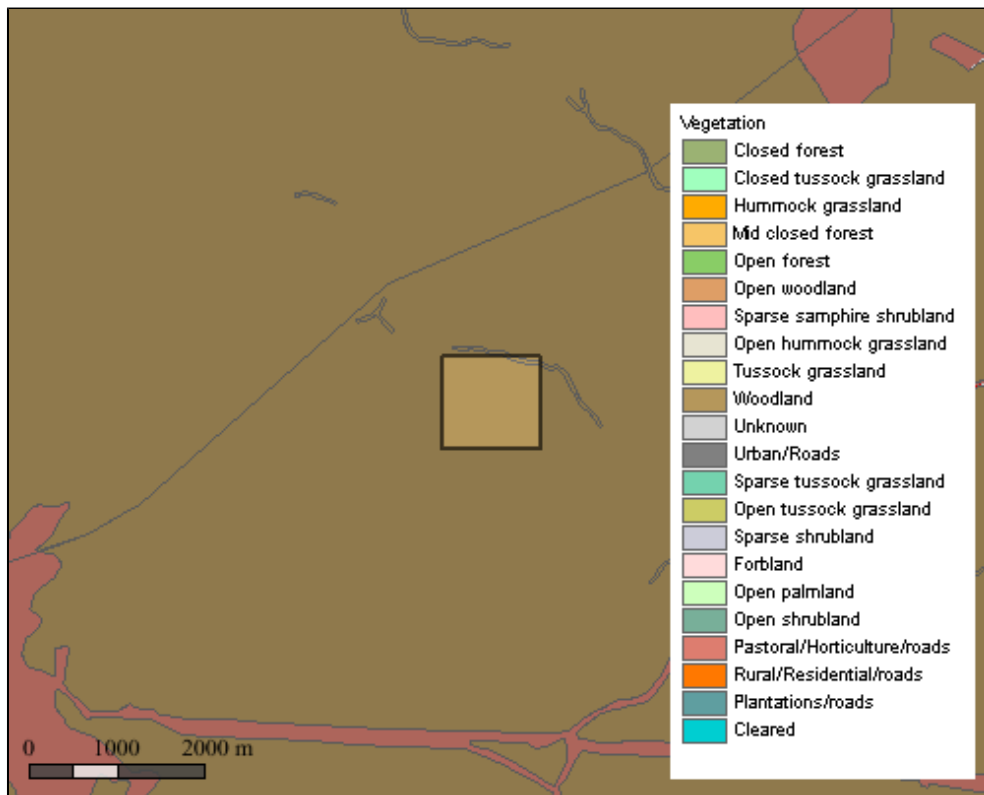 Vegetation
Closed forest
Closed tussock grassland
Hummock grassland
Mid closed forest
Open forest
Open woodland
Sparse samphire shrubland
Open hummock grassland
Tussock grassland
Woodland
Unknown
Urban/Roads
Sparse tussock grassland
Open tussock grassland
Sparse shrubland
Forbland
Open palmland
Open shrubland
Pastoral/Horticulture/roads
Rural/Residential/roads
Plantations/roads
Cleared
0 1000 2000 m